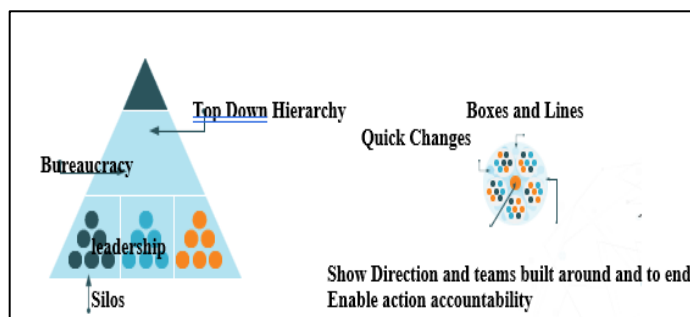 Top Down Hierarchy
Bureaucracy
leadership
Silos
Boxes and Lines
Quick Changes
Show Direction and teams built around and to end
Enable action accountability